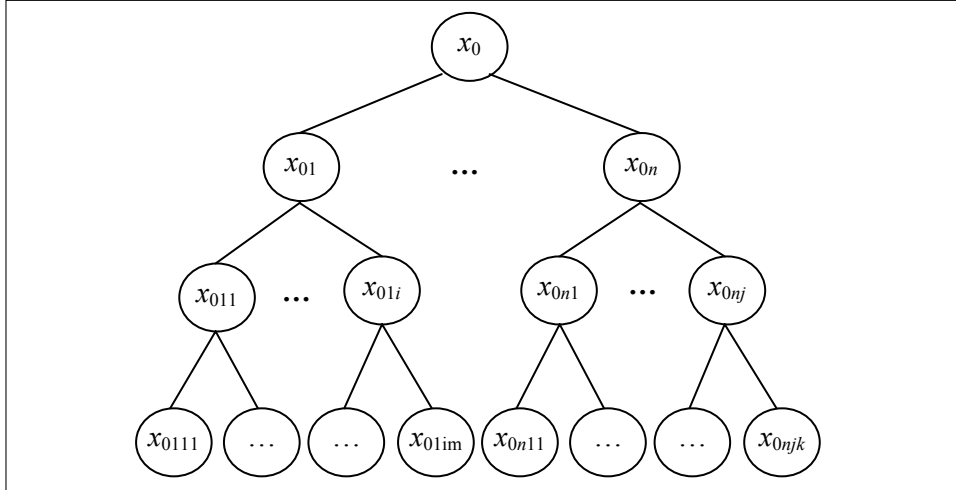 x0
x01 ... x0n
x011 ... x01i x0n1 ... x0nj
x0111 ... ... x01im x0n11 ... ... x0njk